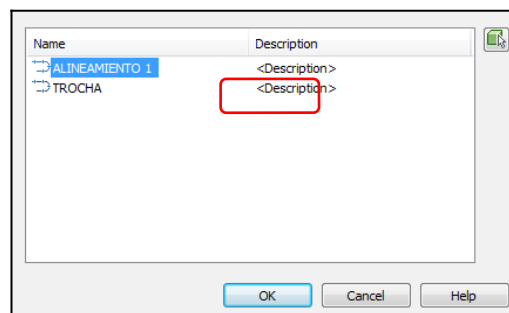 Name Description
ALINEAMIENTO 1 <Description>
TROCHA <Description>
OK Cancel Help